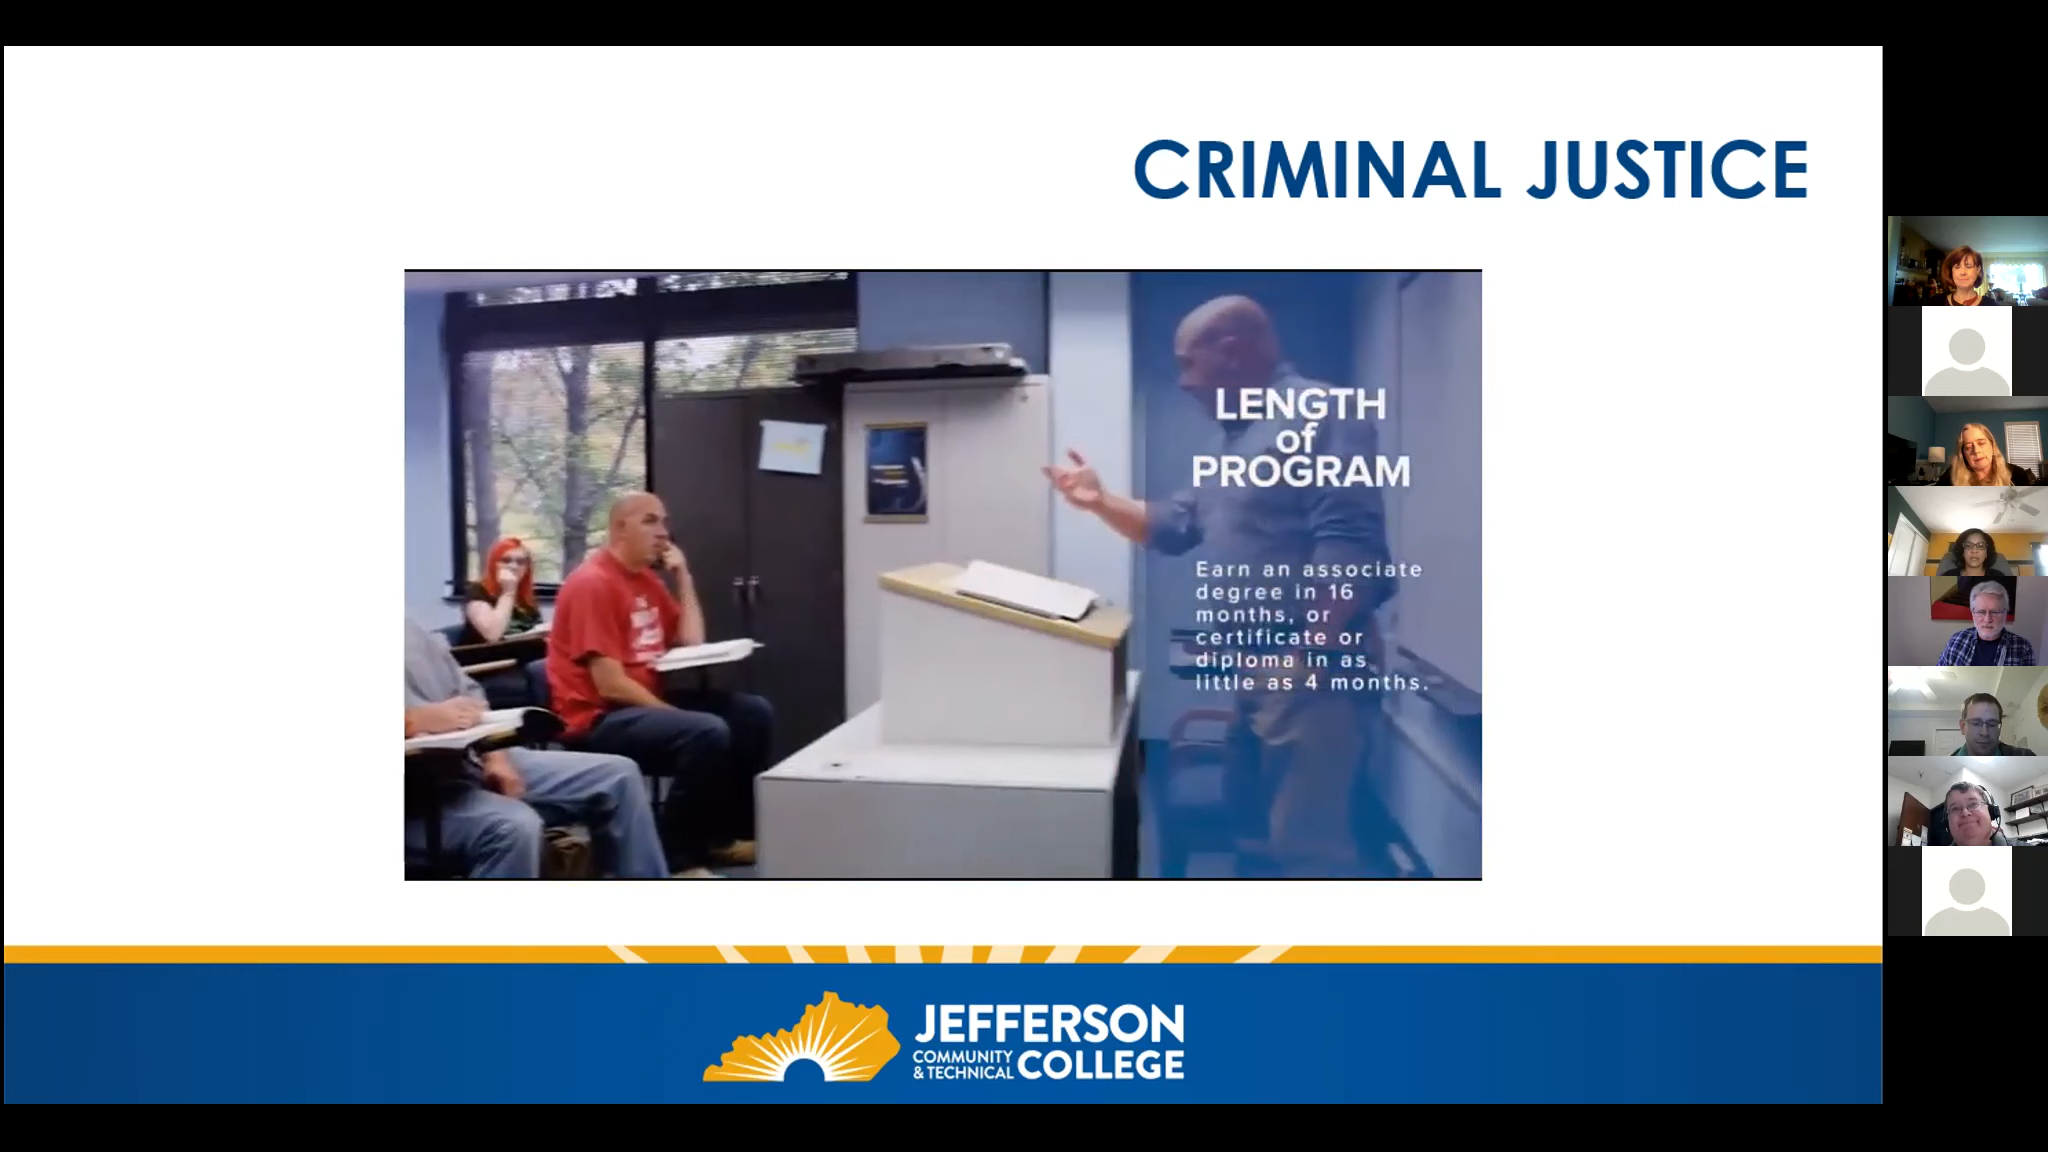 CRIMINAL JUSTICE
LENGTH
of
PROGRAM
Earn an associate
degree in 16
months, or
certificate or
diploma in as
little as 4 months.
JEFFERSON
COMMUNITY
& TECHNICAL
COLLEGE